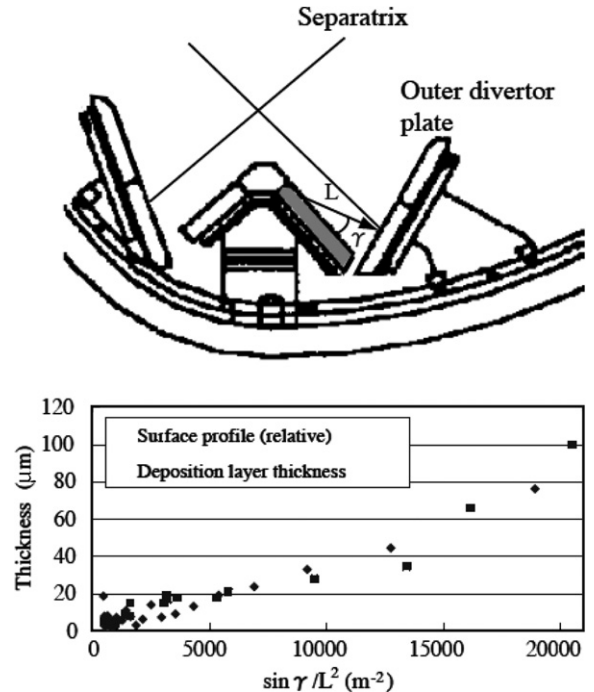 Separatrix
Outer divertor
plate
L
γ
120
100
80
60
40
20
0
Thickness (μm)
Surface profile (relative)
Deposition layer thickness
0 5000 10000 15000 20000
sin γ/L² (m⁻²)